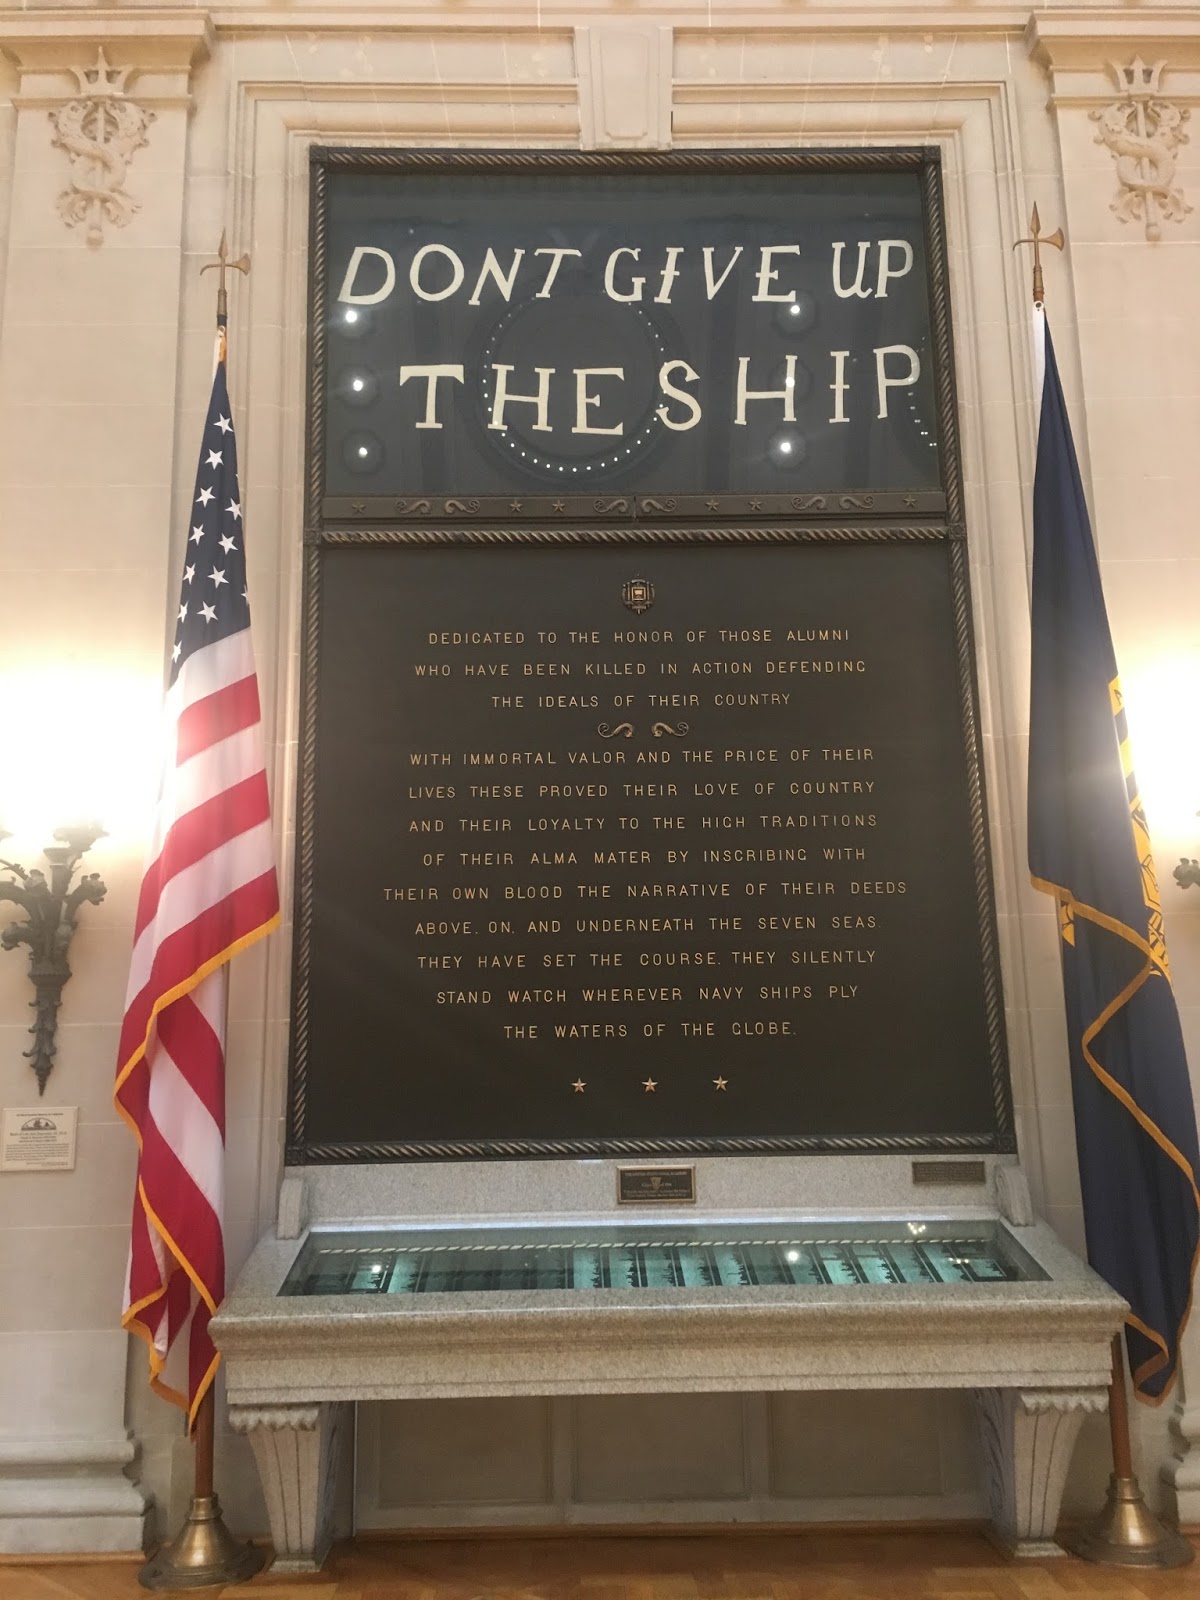 DONT GIVE UP
THE SHIP
DEDICATED TO THE HONOR OF THOSE ALUMNI
WHO HAVE BEEN KILLED IN ACTION DEFENDING
THE IDEALS OF THEIR COUNTRY
WITH IMMORTAL VALOR AND THE PRICE OF THEIR
LIVES THESE PROVED THEIR LOVE OF COUNTRY
AND THEIR LOYALTY TO THE HIGH TRADITIONS
OF THEIR ALMA MATER BY INSCRIBING WITH
THEIR OWN BLOOD THE NARRATIVE OF THEIR DEEDS
ABOVE, ON, AND UNDERNEATH THE SEVEN SEAS.
THEY HAVE SET THE COURSE. THEY SILENTLY
STAND WATCH WHEREVER NAVY SHIPS PLY
THE WATERS OF THE GLOBE.